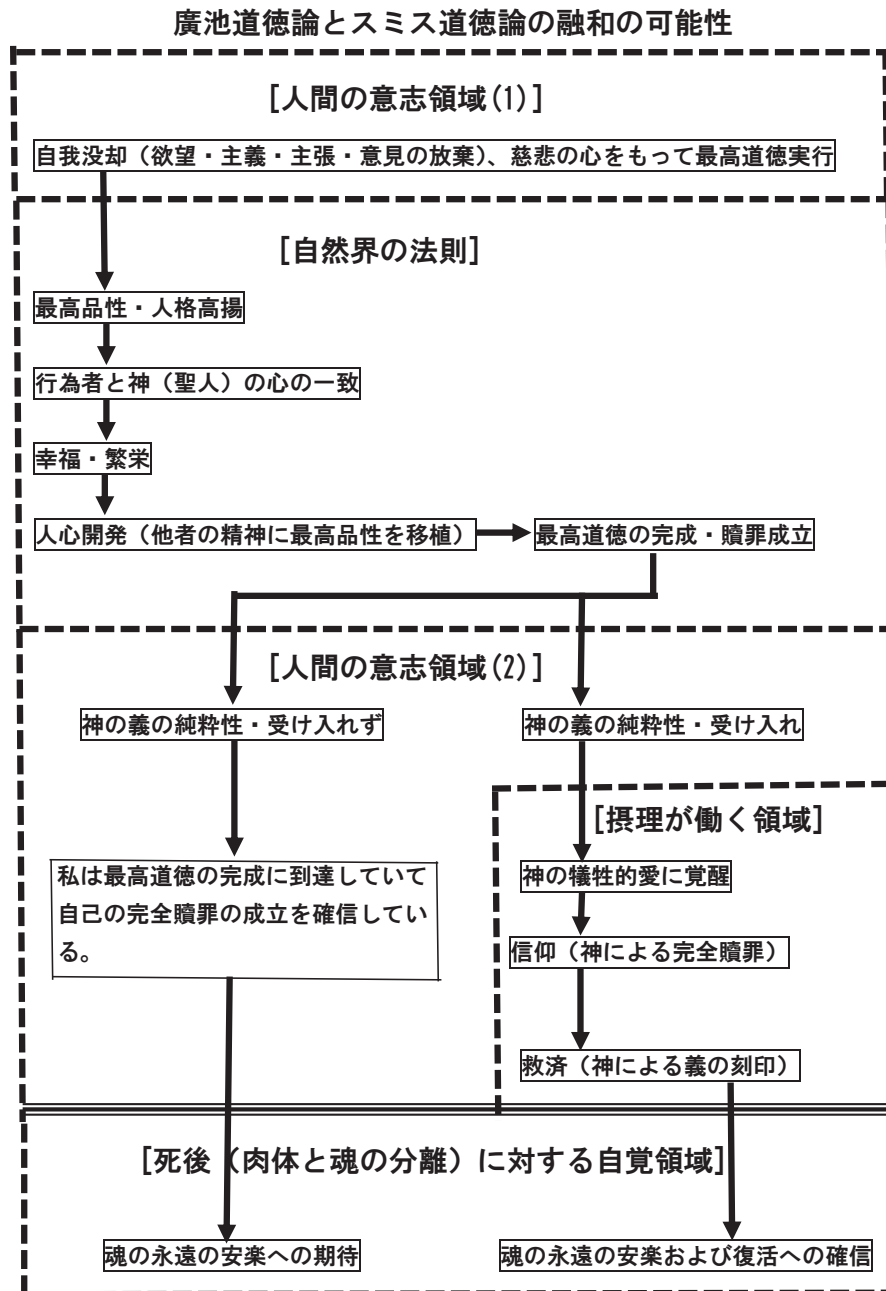 廣池道徳論とスミス道徳論の融和の可能性
[人間の意志領域(1)]
自我没却（欲望・主義・主張・意見の放棄）、慈悲の心をもって最高道徳実行
[自然界の法則]
最高品性・人格高揚
行為者と神（聖人）の心の一致
幸福・繁栄
人心開発（他者の精神に最高品性を移植）
最高道徳の完成・贖罪成立
[人間の意志領域(2)]
神の義の純粋性・受け入れず
神の義の純粋性・受け入れ
[摂理が働く領域]
私は最高道徳の完成に到達していて
自己の完全贖罪の成立を確信してい
る。
神の犠牲的愛に覚醒
信仰（神による完全贖罪）
救済（神による義の刻印）
[死後（肉体と魂の分離）に対する自覚領域]
魂の永遠の安楽への期待
魂の永遠の安楽および復活への確信